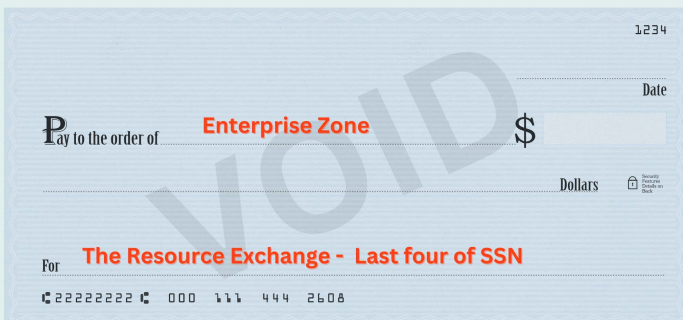 1234
Date
Pay to the order of Enterprise Zone $
VOID
Dollars
Security
Features
Details on
Back
For The Resource Exchange - Last four of SSN
22222222 000 111 444 2608